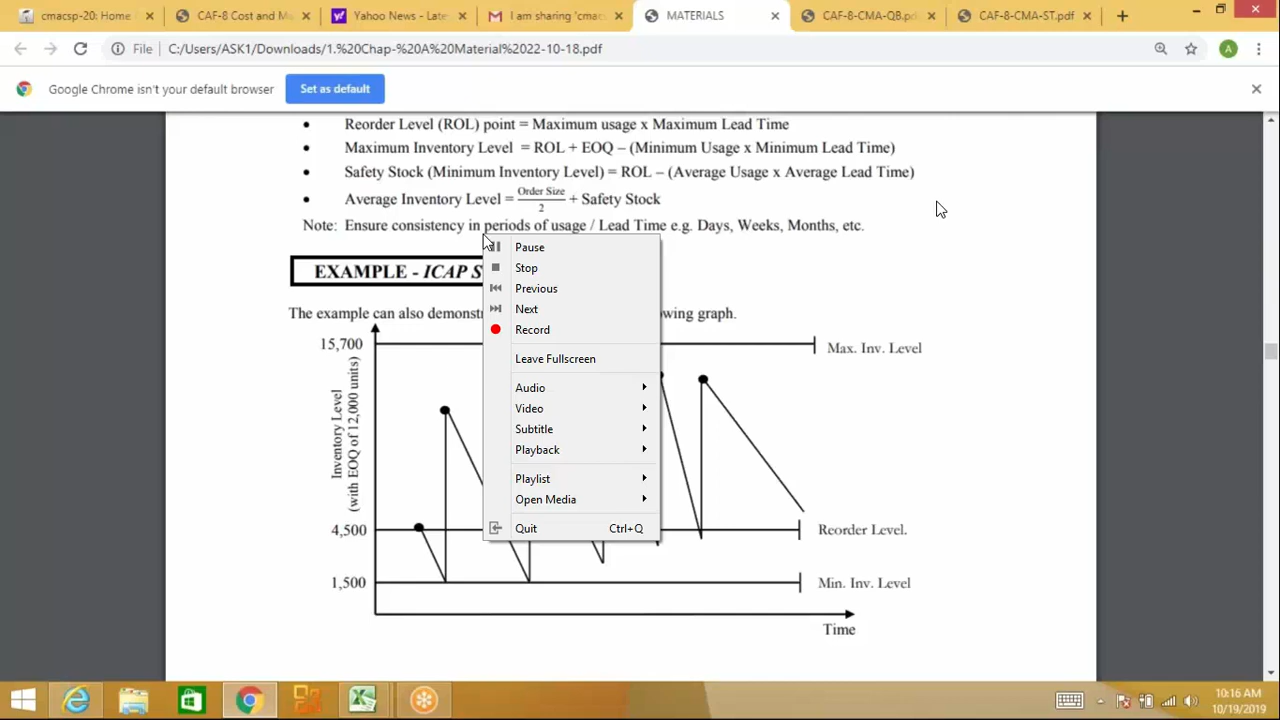 cmacsp-20: Home
CAF-8 Cost and M
Yahoo News - Late
I am sharing 'cmac
MATERIALS
CAF-8-CMA-QB.pd
CAF-8-CMA-ST.pdf
File
C:/Users/ASK1/Downloads/1.%20Chap-%20A%20Material%2022-10-18.pdf
A
Google Chrome isn't your default browser
Set as default
• Reorder Level (ROL) point = Maximum usage x Maximum Lead Time
• Maximum Inventory Level = ROL + EOQ – (Minimum Usage x Minimum Lead Time)
• Safety Stock (Minimum Inventory Level) = ROL – (Average Usage x Average Lead Time)
• Average Inventory Level = Order Size / 2 + Safety Stock
Note: Ensure consistency in periods of usage / Lead Time e.g. Days, Weeks, Months, etc.
EXAMPLE - ICAP S
The example can also demonst
owing graph.
Pause
Stop
Previous
Next
Record
Leave Fullscreen
Audio
Video
Subtitle
Playback
Playlist
Open Media
Quit Ctrl+Q
15,700
Max. Inv. Level
Inventory Level
(with EOQ of 12,000 units)
4,500
Reorder Level.
1,500
Min. Inv. Level
Time
10:16 AM
10/19/2019